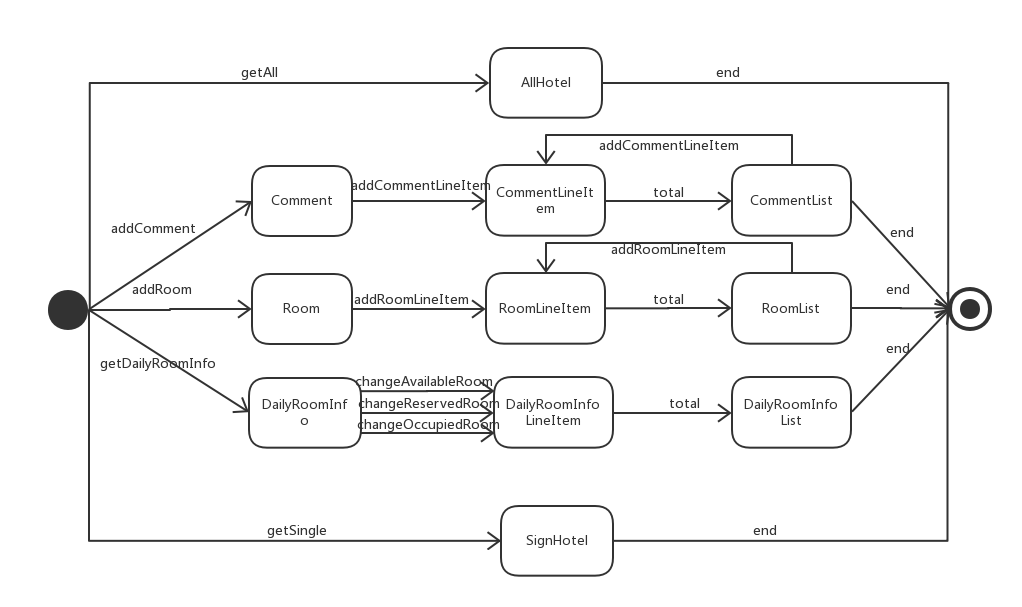 getAll
AllHotel
end
addCommentLineItem
addComment
Comment
addCommentLineItem
CommentLineIt
em
total
CommentList
end
addRoomLineItem
addRoom
Room
addRoomLineItem
RoomLineItem
total
RoomList
end
getDailyRoomInfo
DailyRoomInf
o
changeAvailableRoom
changeReservedRoom
changeOccupiedRoom
DailyRoomInfo
LineItem
total
DailyRoomInfo
List
end
getSingle
SignHotel
end